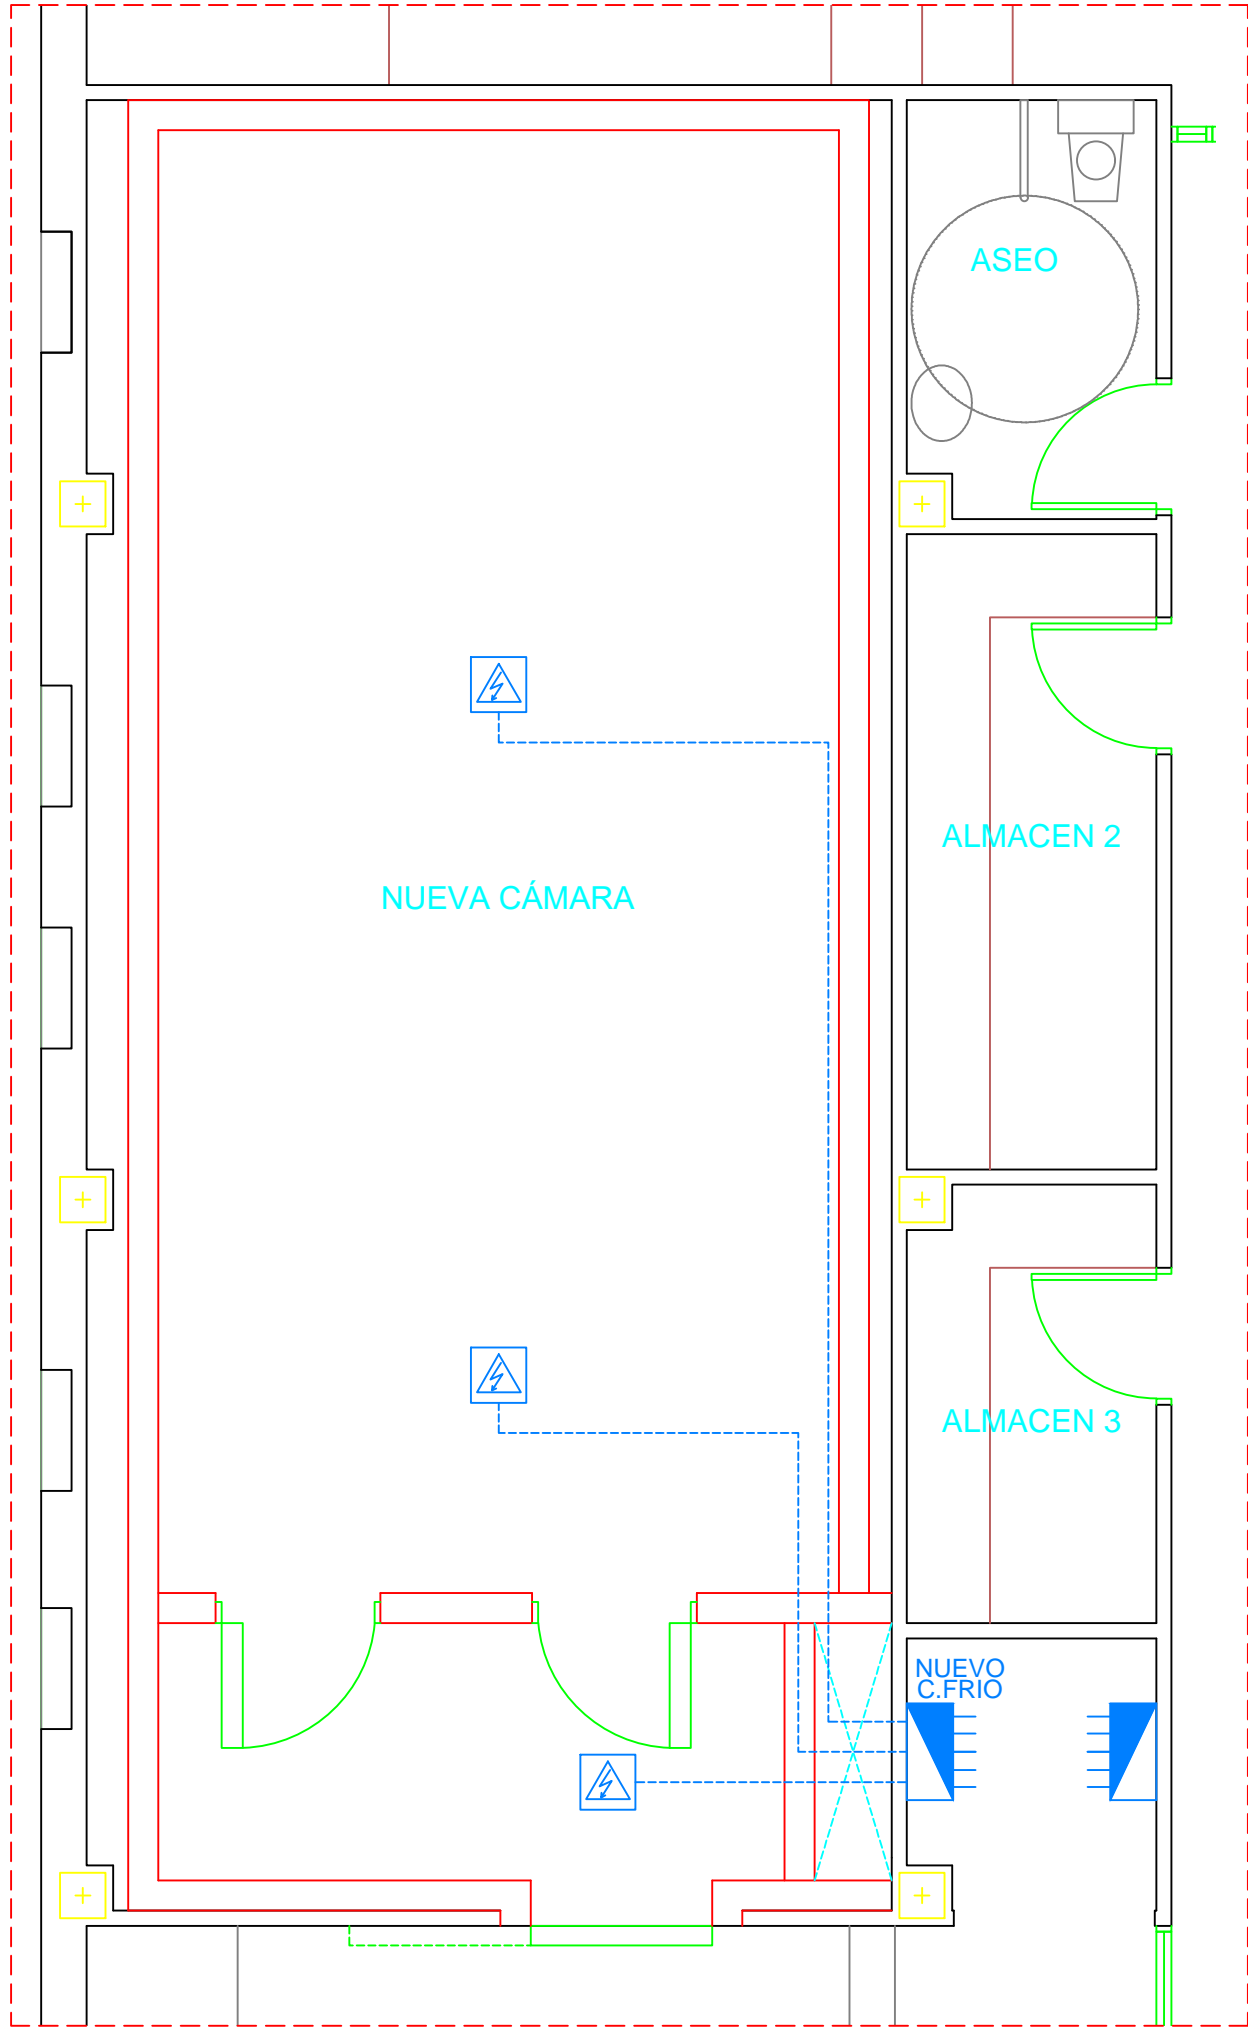 ASEO
ALMACEN 2
NUEVA CÁMARA
ALMACEN 3
NUEVO
C.FRIO